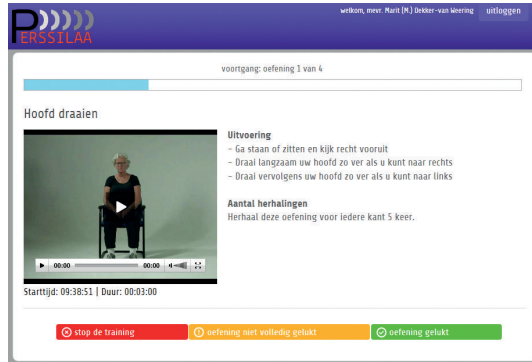 welkom, mevr. Marit (M.) Dekker-van Weering
uitloggen
PERSSILAA
voortgang: oefening 1 van 4
Hoofd draaien
Uitvoering
- Ga staan of zitten en kijk recht vooruit
- Draai langzaam uw hoofd zo ver als u kunt naar rechts
- Draai vervolgens uw hoofd zo ver als u kunt naar links
Aantal herhalingen
Herhaal deze oefening voor iedere kant 5 keer.
00:00
00:00
Starttijd: 09:38:51 | Duur: 00:03:00
stop de training
oefening niet volledig gelukt
oefening gelukt